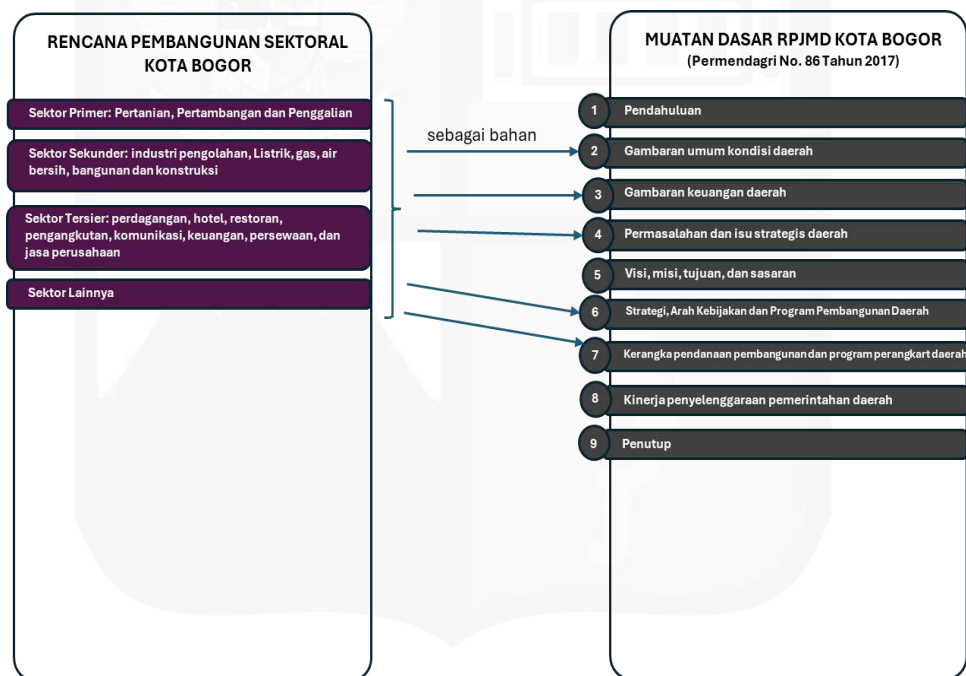 RENCANA PEMBANGUNAN SEKTORAL
KOTA BOGOR
Sektor Primer: Pertanian, Pertambangan dan Penggalian
Sektor Sekunder: industri pengolahan, Listrik, gas, air
bersih, bangunan dan konstruksi
Sektor Tersier: perdagangan, hotel, restoran,
pengangkutan, komunikasi, keuangan, persewaan, dan
jasa perusahaan
Sektor Lainnya
sebagai bahan
MUATAN DASAR RPJMD KOTA BOGOR
(Permendagri No. 86 Tahun 2017)
1 Pendahuluan
2 Gambaran umum kondisi daerah
3 Gambaran keuangan daerah
4 Permasalahan dan isu strategis daerah
5 Visi, misi, tujuan, dan sasaran
6 Strategi, Arah Kebijakan dan Program Pembangunan Daerah
7 Kerangka pendanaan pembangunan dan program perangkart daerah
8 Kinerja penyelenggaraan pemerintahan daerah
9 Penutup